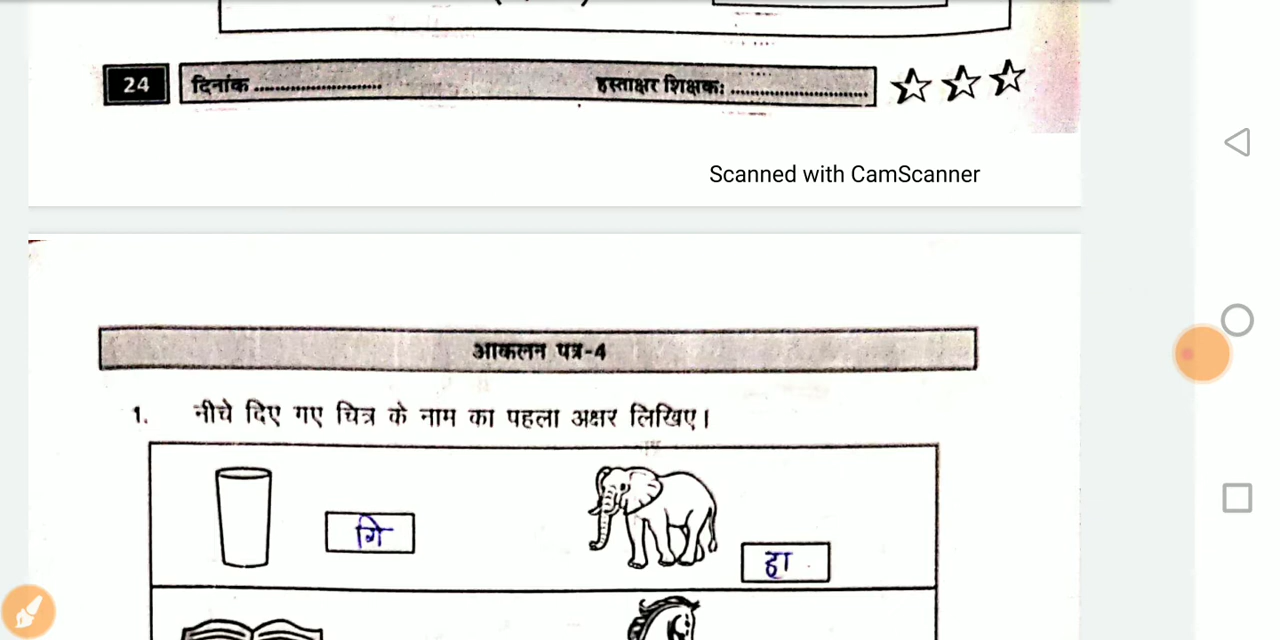 24 दिनांक ........................... हस्ताक्षर शिक्षकः ...........................
Scanned with CamScanner
आकलन पत्र-4
1. नीचे दिए गए चित्र के नाम का पहला अक्षर लिखिए।
गि
हा